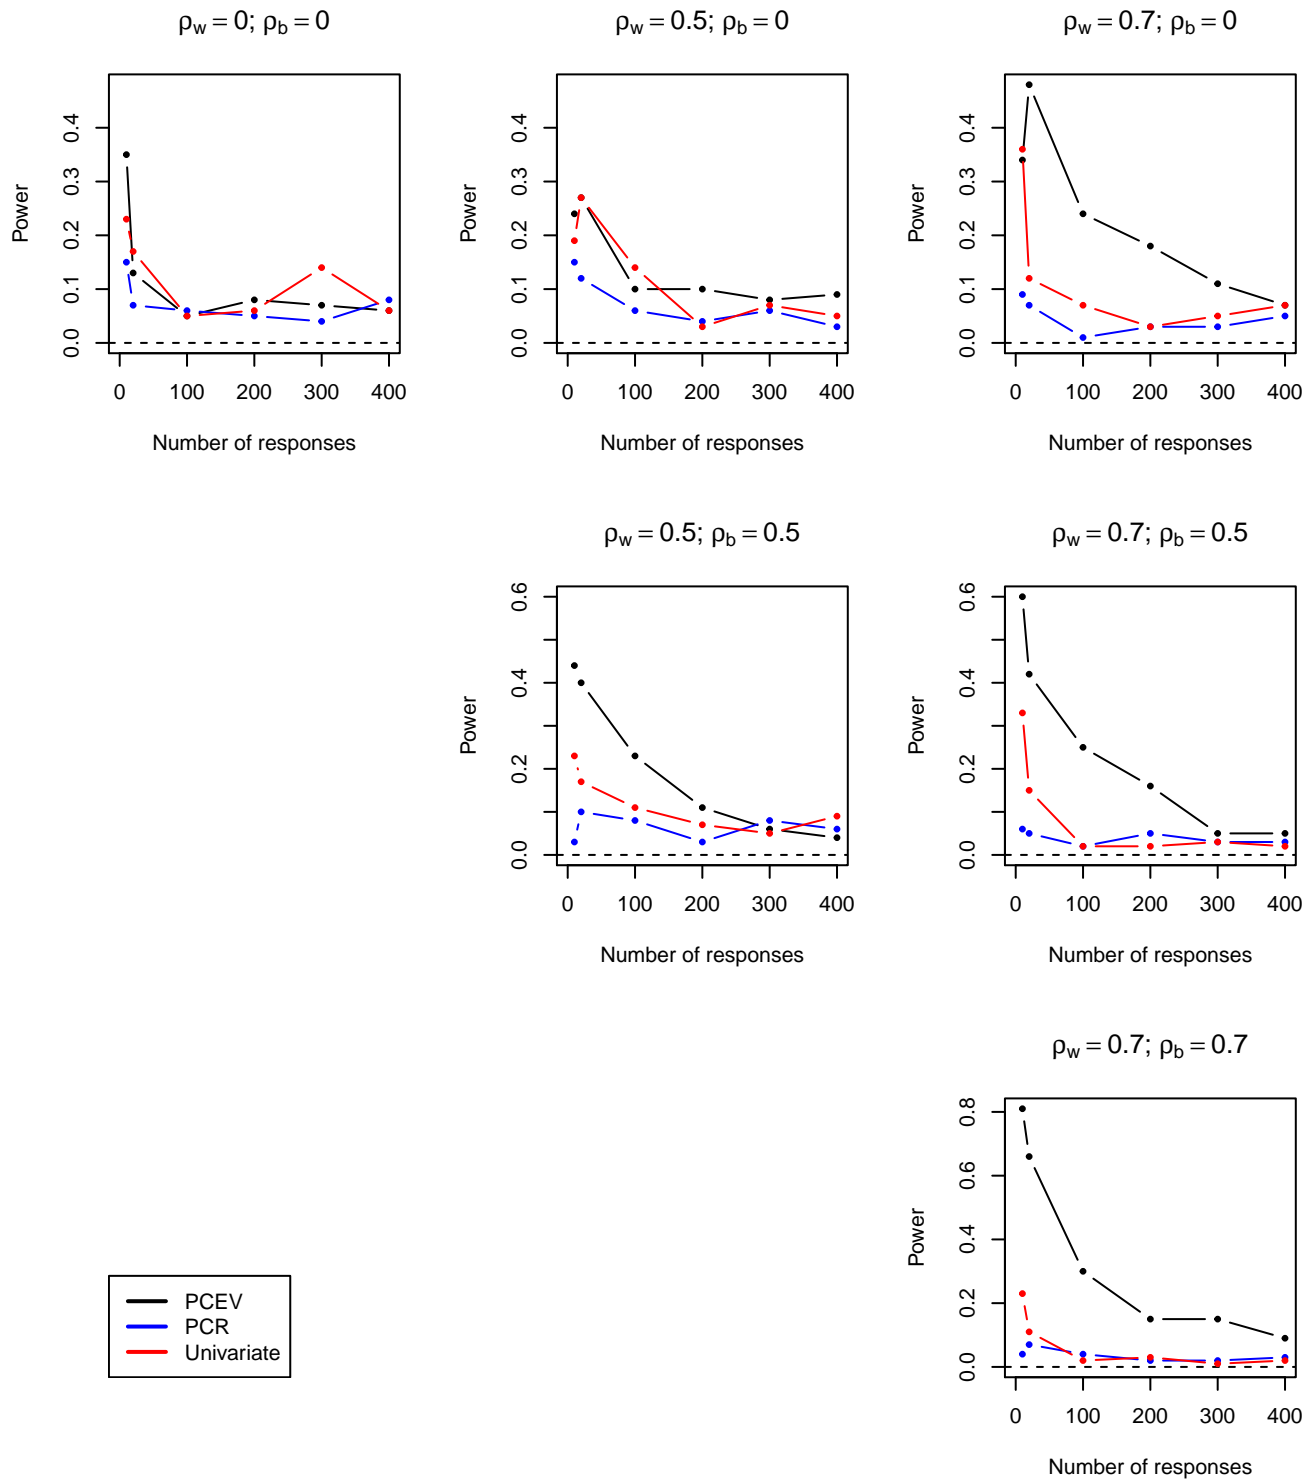 ρw = 0; ρb = 0
Power
0.0 0.1 0.2 0.3 0.4
0 100 200 300 400
Number of responses
ρw = 0.5; ρb = 0
Power
0.0 0.1 0.2 0.3 0.4
0 100 200 300 400
Number of responses
ρw = 0.7; ρb = 0
Power
0.0 0.1 0.2 0.3 0.4
0 100 200 300 400
Number of responses
ρw = 0.5; ρb = 0.5
Power
0.0 0.2 0.4 0.6
0 100 200 300 400
Number of responses
ρw = 0.7; ρb = 0.5
Power
0.0 0.2 0.4 0.6
0 100 200 300 400
Number of responses
ρw = 0.7; ρb = 0.7
Power
0.0 0.2 0.4 0.6 0.8
0 100 200 300 400
Number of responses
PCEV
PCR
Univariate